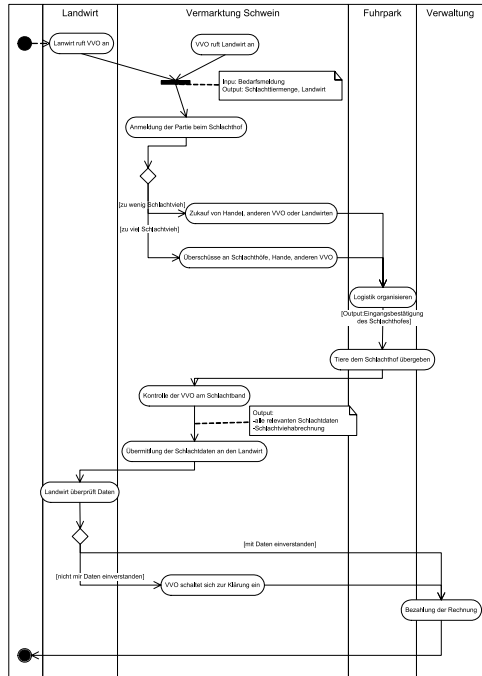 Landwirt
Vermarktung Schwein
Fuhrpark
Verwaltung
Lanwirt ruft VVO an
VVO ruft Landwirt an
Inpu: Bedarfsmeldung
Output: Schlachttiermenge, Landwirt
Anmeldung der Partie beim Schlachthof
[zu wenig Schlachtvieh]
Zukauf von Handel, anderen VVO oder Landwirten
[zu viel Schlachtvieh]
Überschüsse an Schlachthöfe, Hande, anderen VVO
Logistik organisieren
[Output:Eingangsbestätigung
des Schlachthofes]
Tiere dem Schlachthof übergeben
Kontrolle der VVO am Schlachtband
Output:
-alle relevanten Schlachtdaten
-Schlachtviehabrechnung
Übermittlung der Schlachtdaten an den Landwirt
Landwirt überprüft Daten
[mit Daten einverstanden]
[nicht mir Daten einverstanden]
VVO schaltet sich zur Klärung ein
Bezahlung der Rechnung